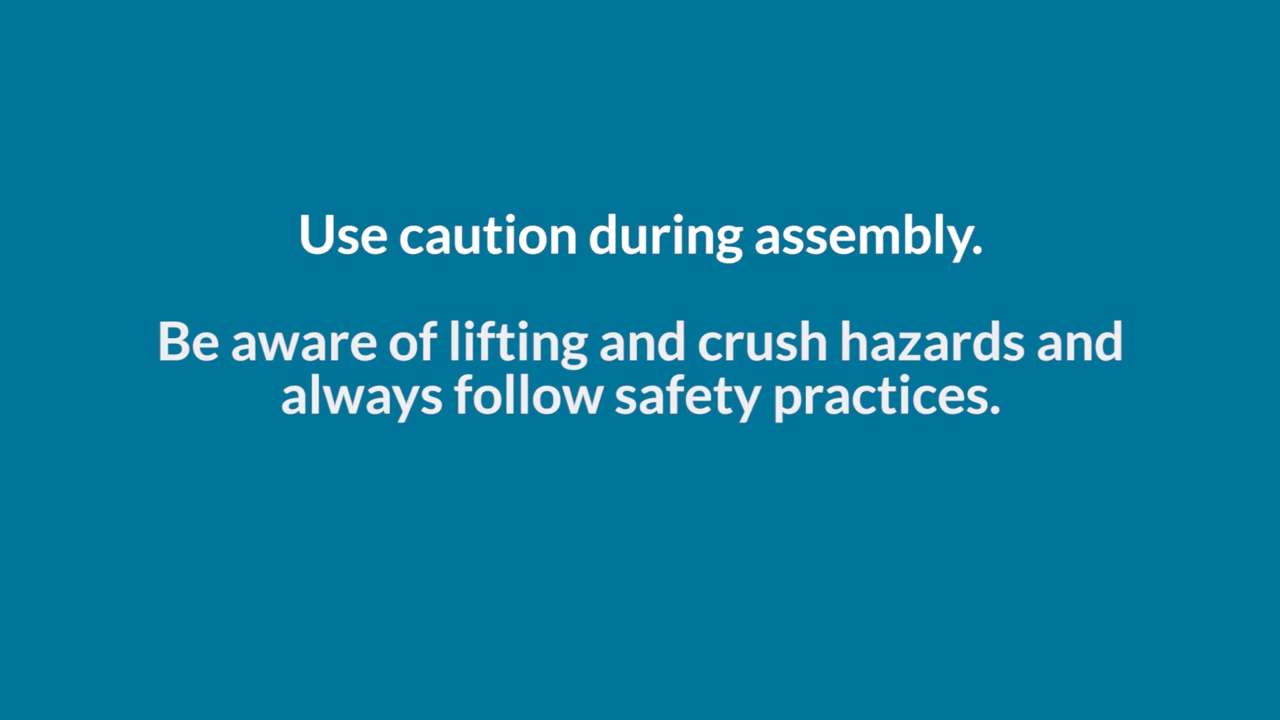 Use caution during assembly.
Be aware of lifting and crush hazards and
always follow safety practices.